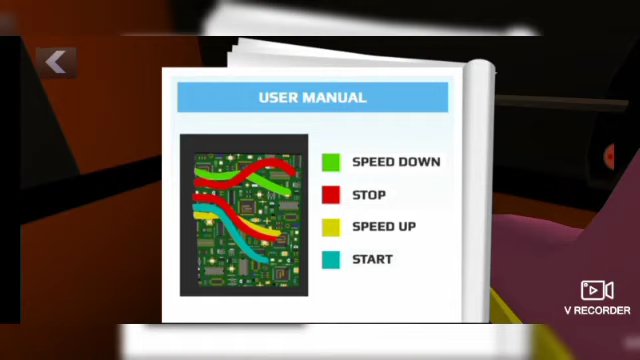 USER MANUAL
SPEED DOWN
STOP
SPEED UP
START
V RECORDER